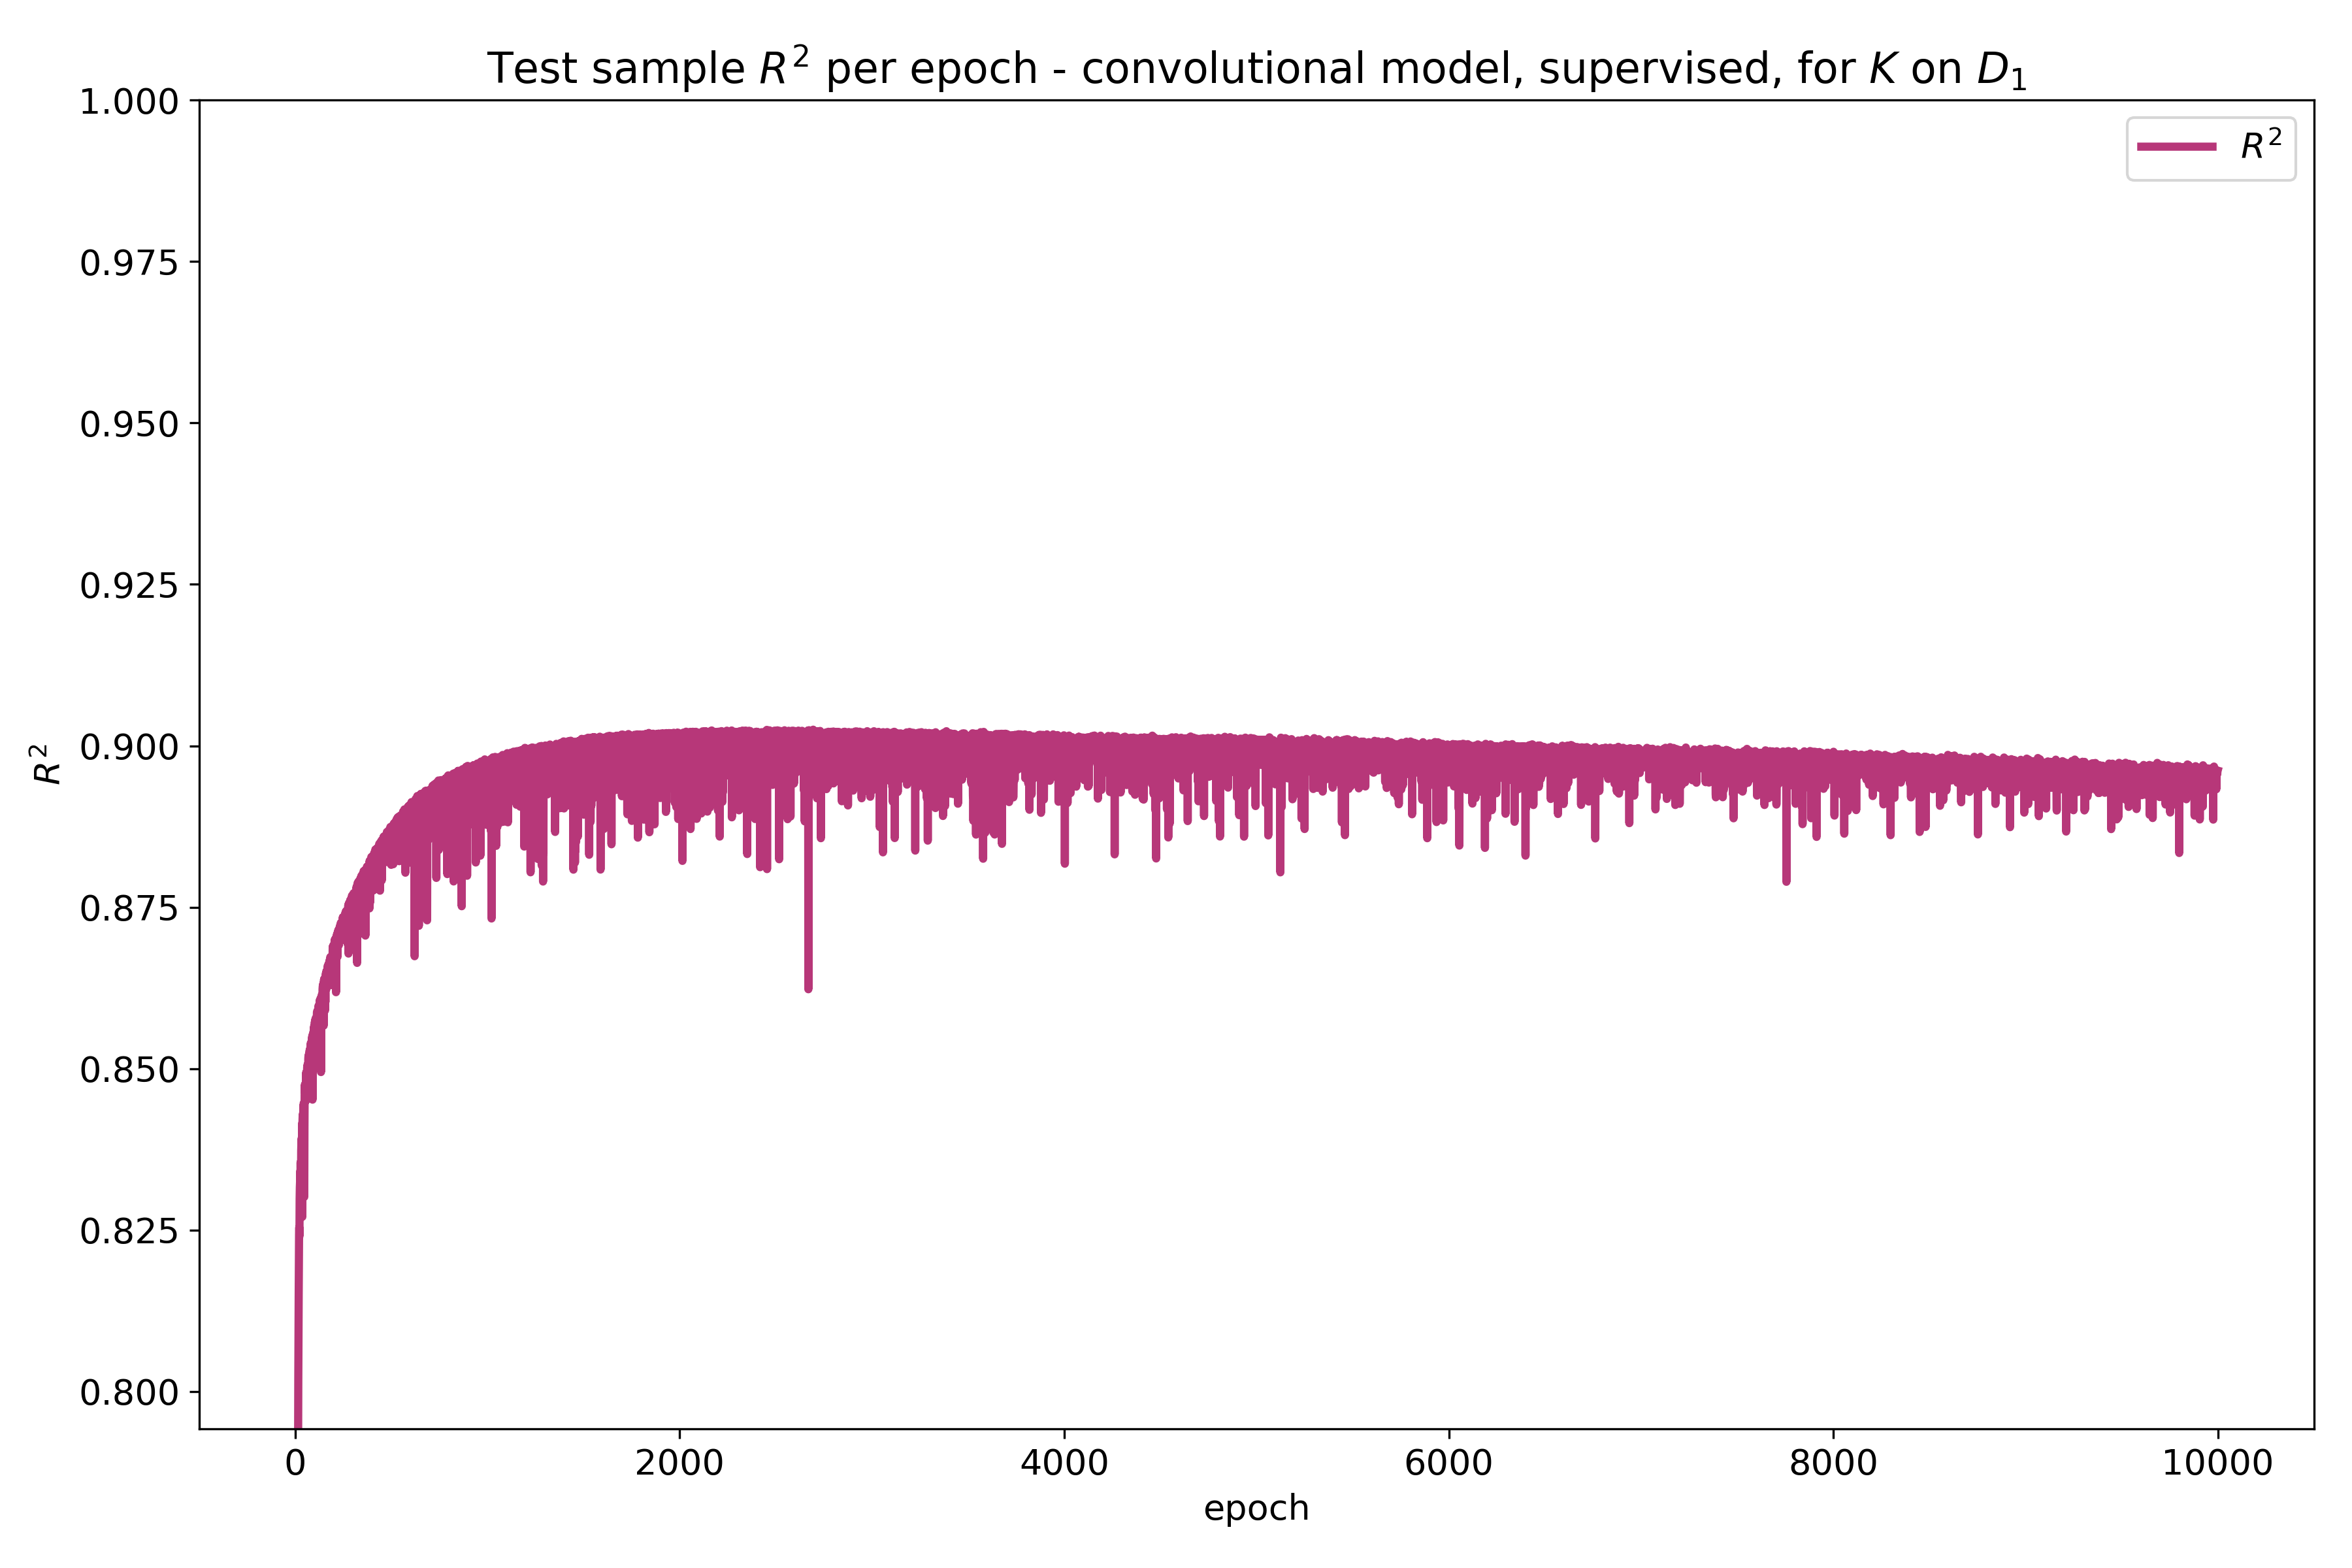 Test sample R² per epoch - convolutional model, supervised, for K on D₁
R²
1.000
0.975
0.950
0.925
0.900
0.875
0.850
0.825
0.800
R²
0 2000 4000 6000 8000 10000
epoch